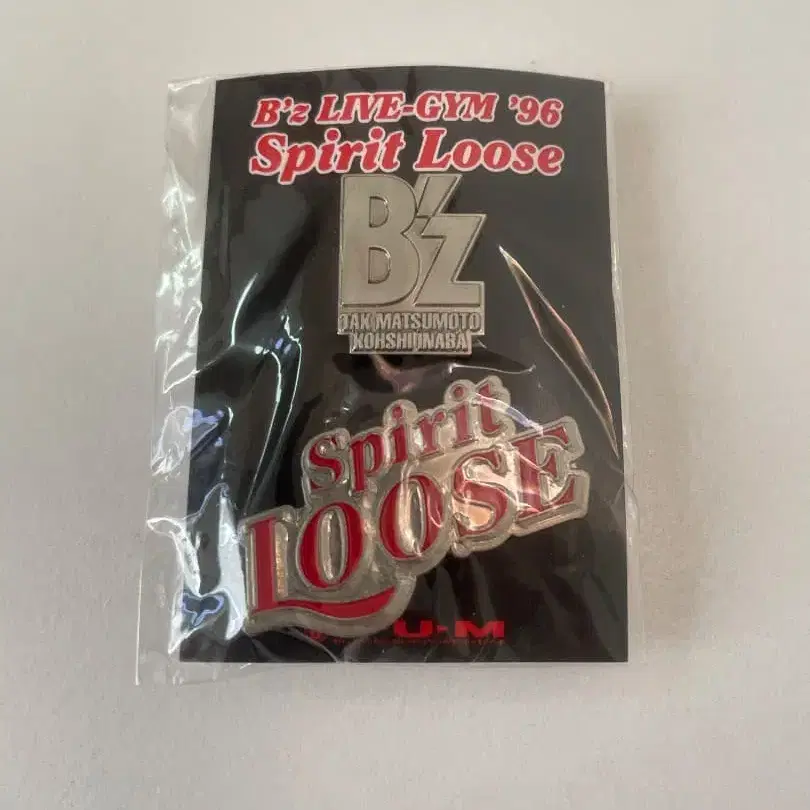 B'z LIVE-GYM '96
Spirit Loose
B'z
TAK MATSUMOTO
KOHSHI INABA
Spirit
LOOSE
U-M